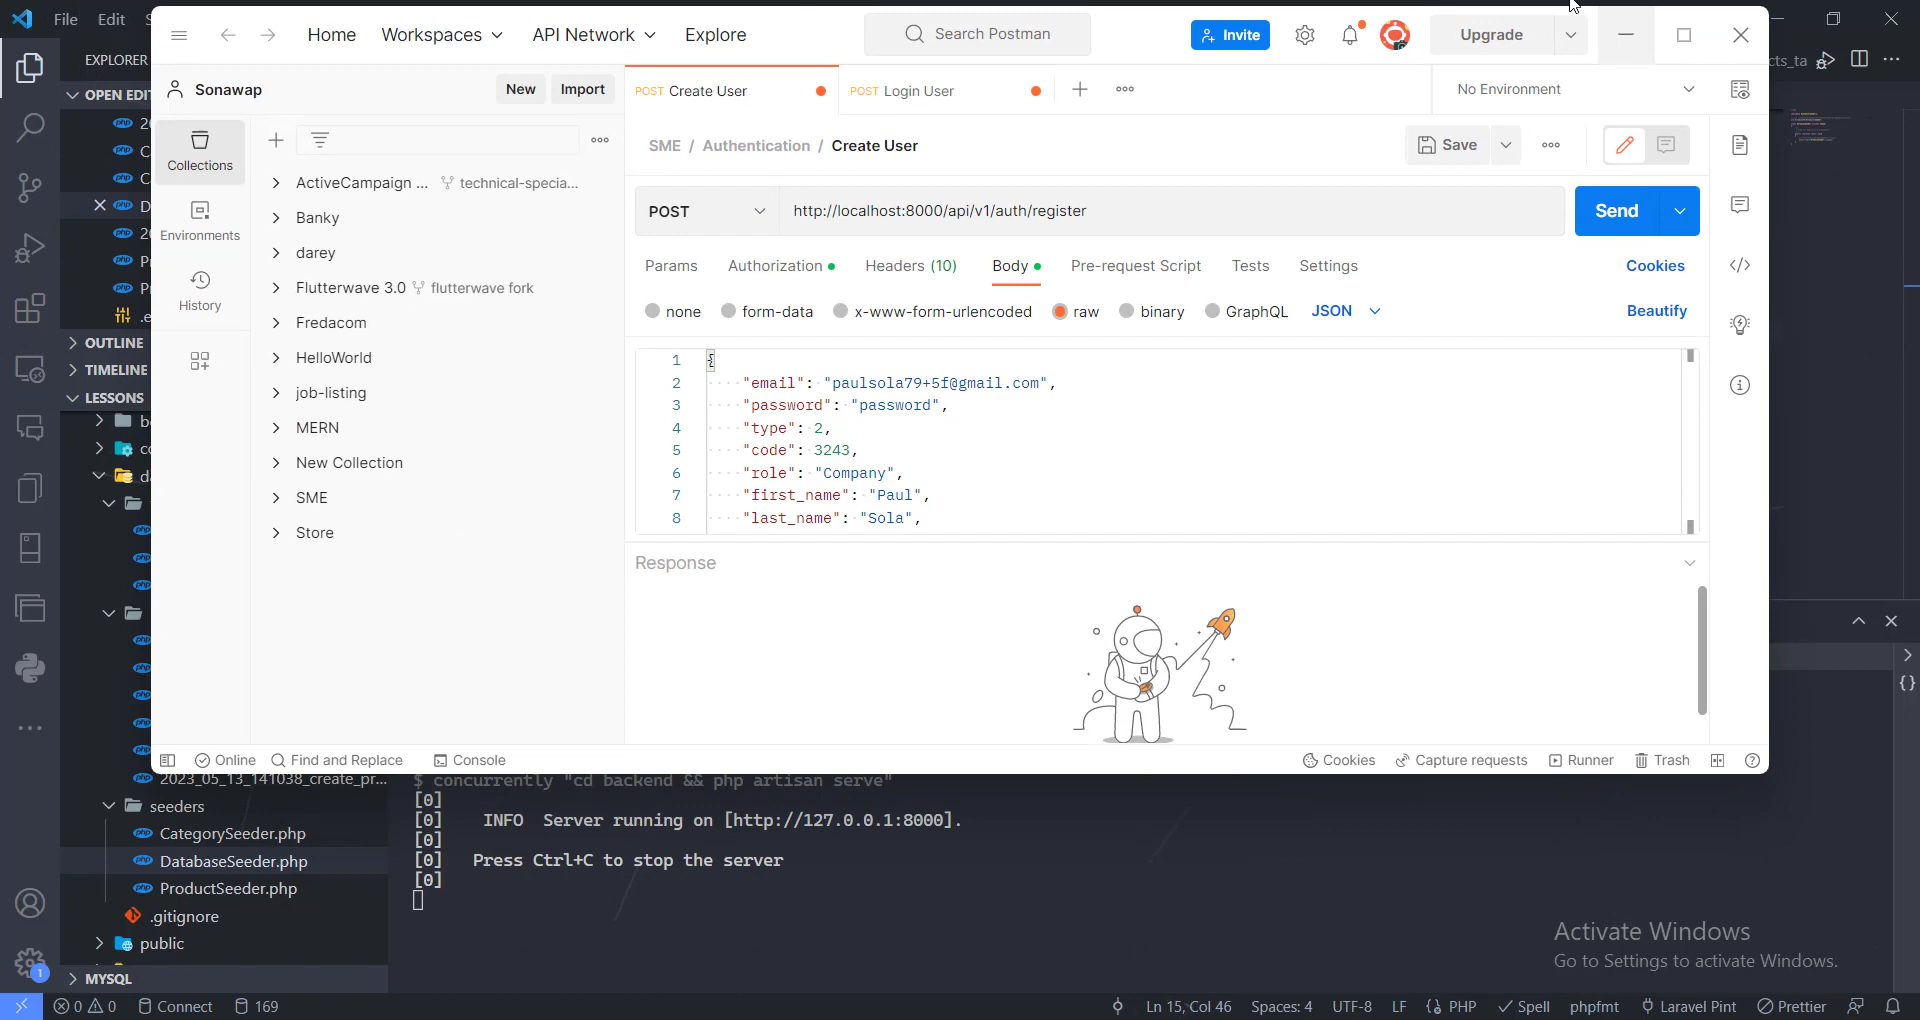 File Edit S
Home Workspaces API Network Explore Search Postman Invite Upgrade
EXPLORER
Sonawap New Import
POST Create User POST Login User No Environment
cts_ta
OPEN EDIT
Collections
SME / Authentication / Create User Save
ActiveCampaign ... technical-specia...
Banky
POST http://localhost:8000/api/v1/auth/register Send
Environments
darey
Params Authorization Headers (10) Body Pre-request Script Tests Settings Cookies
Flutterwave 3.0 flutterwave fork
History
none form-data x-www-form-urlencoded raw binary GraphQL JSON Beautify
Fredacom
OUTLINE
HelloWorld
TIMELINE
job-listing
LESSONS
MERN
New Collection
SME
Store
1 {
2 "email": "paulsola79+5f@gmail.com",
3 "password": "password",
4 "type": 2,
5 "code": 3243,
6 "role": "Company",
7 "first_name": "Paul",
8 "last_name": "Sola",
Response
Online Find and Replace Console Cookies Capture requests Runner Trash
2023_05_13_141038_create_pr...
seeders
CategorySeeder.php
DatabaseSeeder.php
ProductSeeder.php
.gitignore
public
MYSQL
$ concurrently "cd backend && php artisan serve"
[0]
[0] INFO Server running on [http://127.0.0.1:8000].
[0]
[0] Press Ctrl+C to stop the server
[0]
Activate Windows
Go to Settings to activate Windows.
1
0 0 Connect 169 Ln 15, Col 46 Spaces: 4 UTF-8 LF {} PHP Spell phpfmt Laravel Pint Prettier